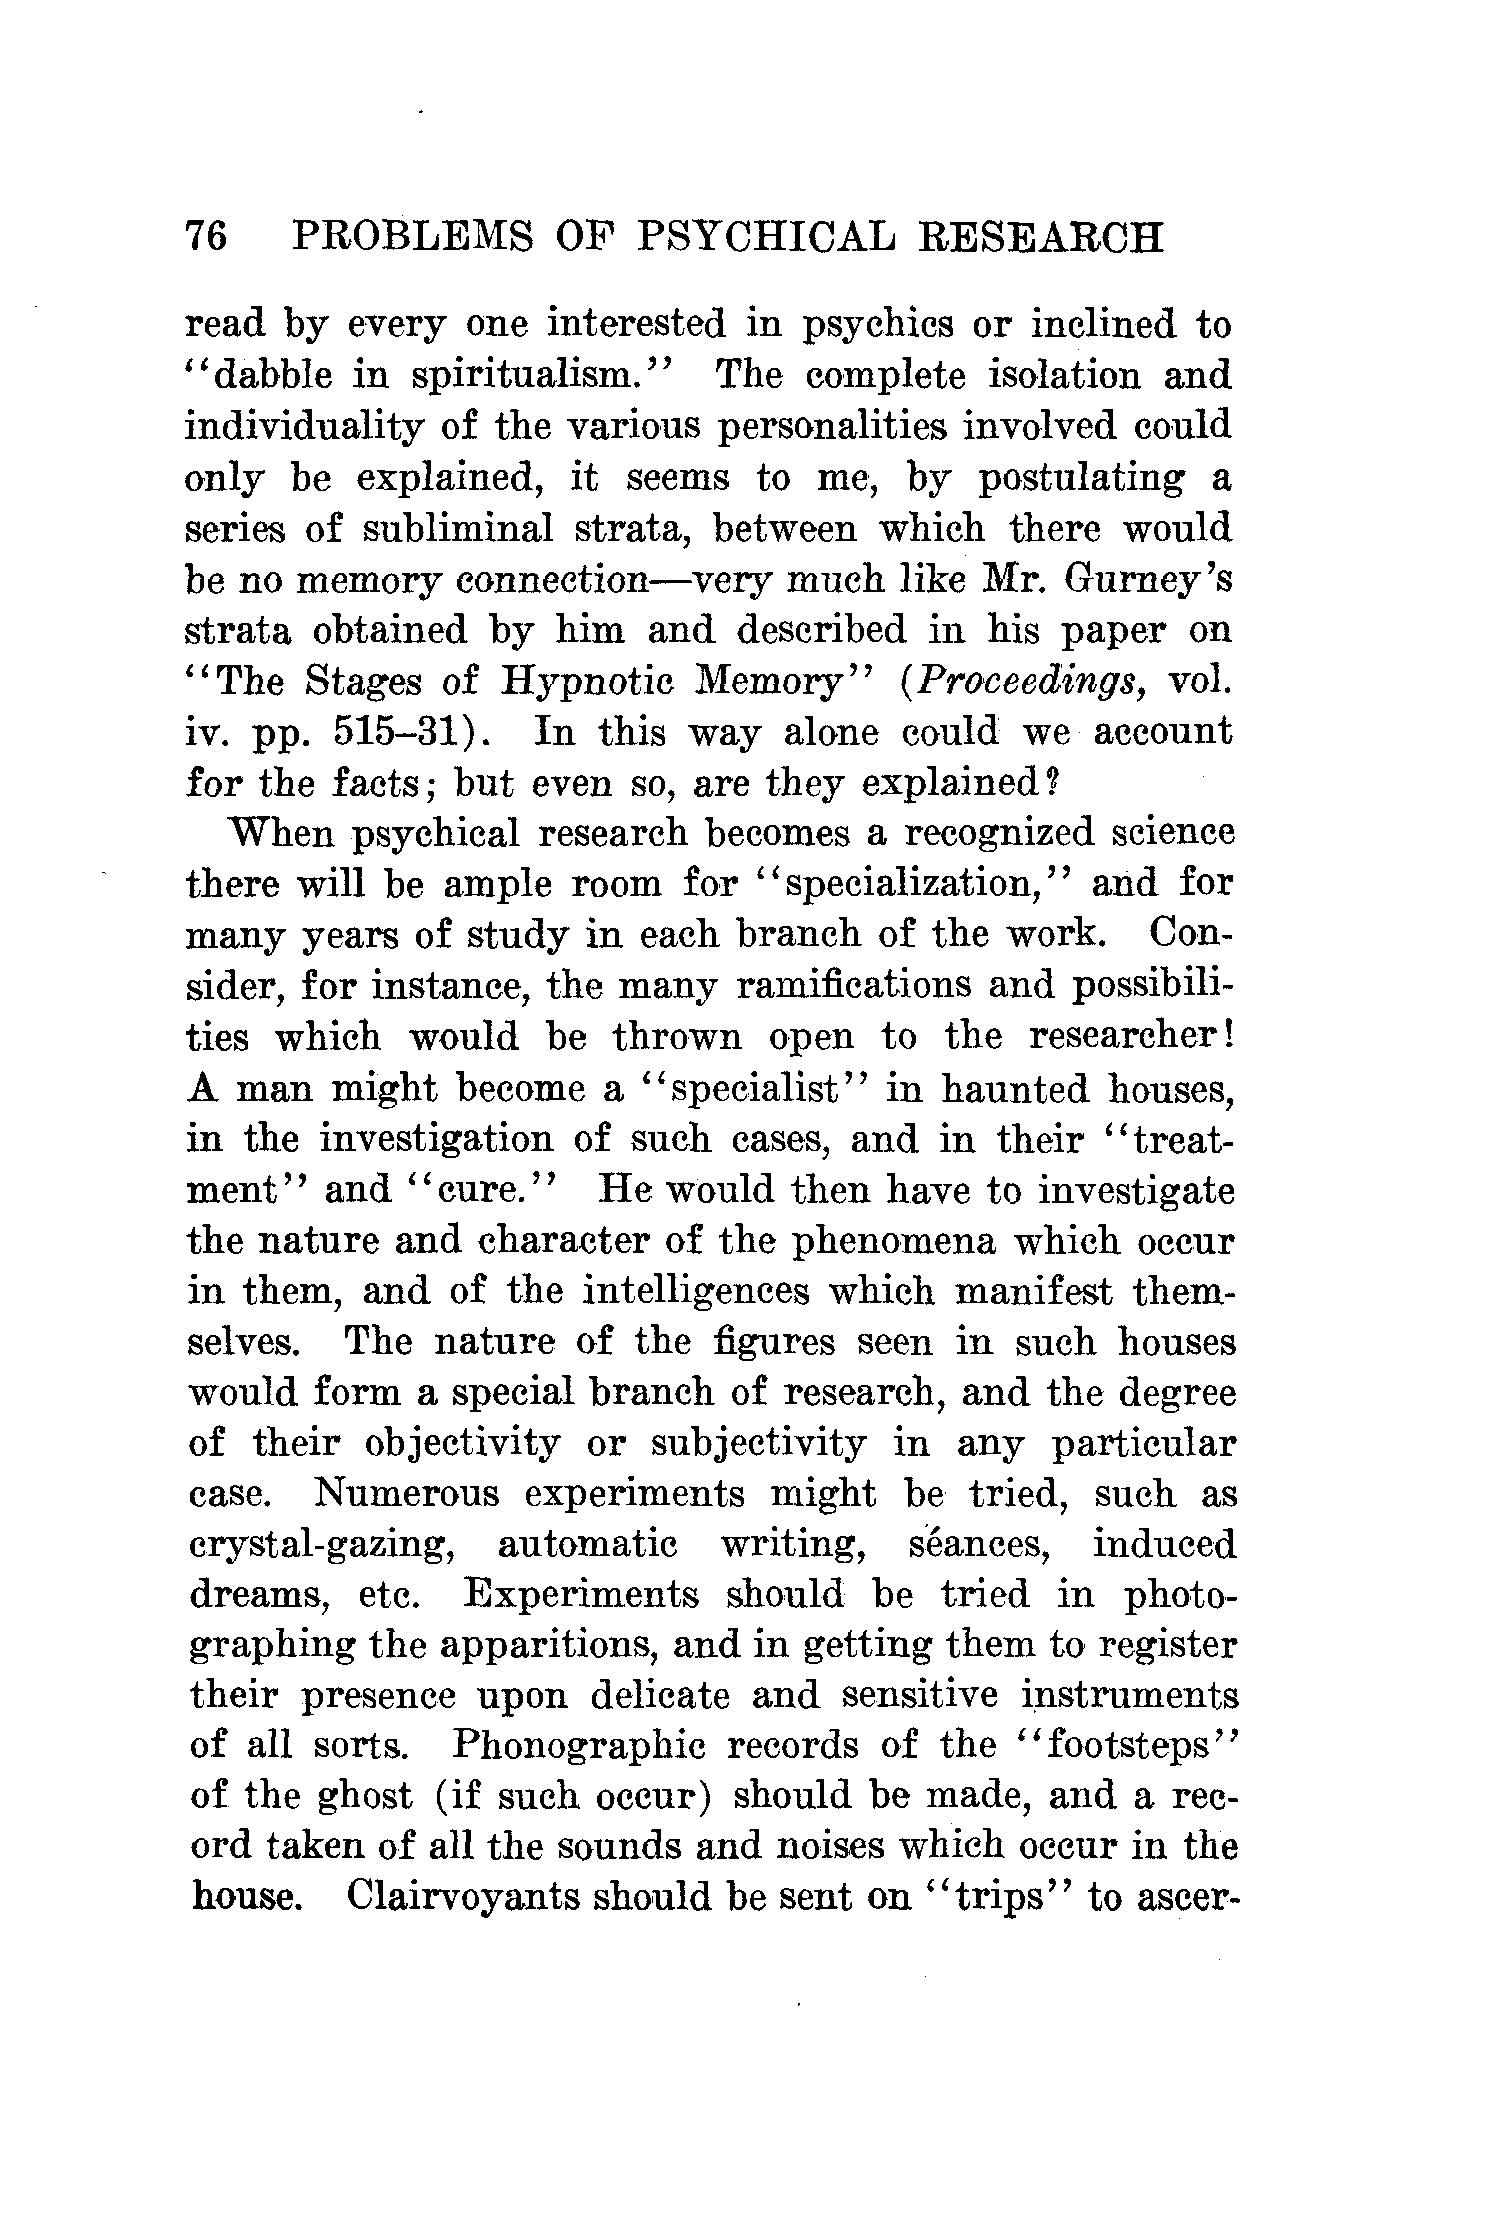 76 PROBLEMS OF PSYCHICAL RESEARCH
read by every one interested in psychics or inclined to
“dabble in spiritualism.” The complete isolation and
individuality of the various personalities involved could
only be explained, it seems to me, by postulating a
series of subliminal strata, between which there would
be no memory connection—very much like Mr. Gurney’s
strata obtained by him and described in his paper on
“The Stages of Hypnotic Memory” (Proceedings, vol.
iv. pp. 515–31). In this way alone could we account
for the facts; but even so, are they explained?
When psychical research becomes a recognized science
there will be ample room for “specialization,” and for
many years of study in each branch of the work. Con-
sider, for instance, the many ramifications and possibili-
ties which would be thrown open to the researcher!
A man might become a “specialist” in haunted houses,
in the investigation of such cases, and in their “treat-
ment” and “cure.” He would then have to investigate
the nature and character of the phenomena which occur
in them, and of the intelligences which manifest them-
selves. The nature of the figures seen in such houses
would form a special branch of research, and the degree
of their objectivity or subjectivity in any particular
case. Numerous experiments might be tried, such as
crystal-gazing, automatic writing, séances, induced
dreams, etc. Experiments should be tried in photo-
graphing the apparitions, and in getting them to register
their presence upon delicate and sensitive instruments
of all sorts. Phonographic records of the “footsteps”
of the ghost (if such occur) should be made, and a rec-
ord taken of all the sounds and noises which occur in the
house. Clairvoyants should be sent on “trips” to ascer-